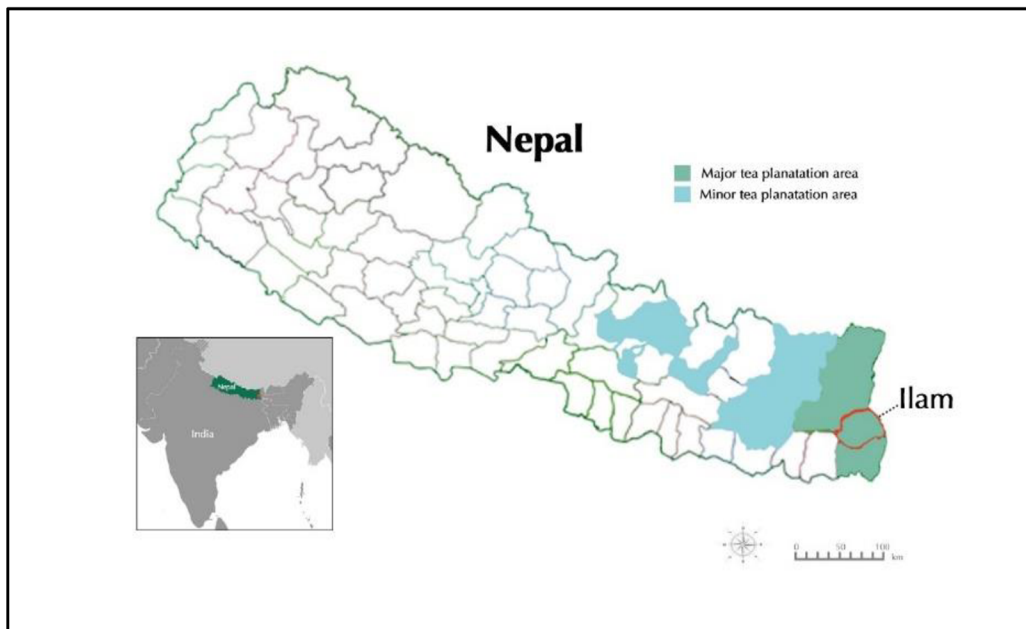 Nepal
Major tea planatation area
Minor tea planatation area
Ilam
Nepal
India
0 50 100
km